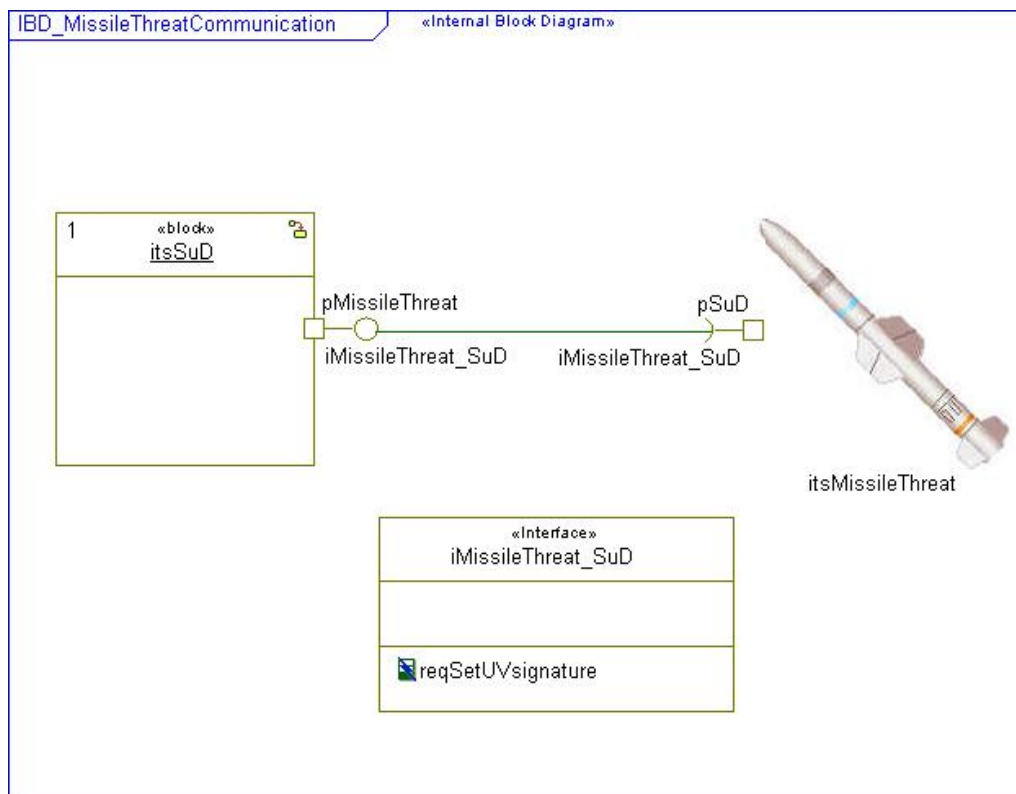 IBD_MissileThreatCommunication
«Internal Block Diagram»
1
«block»
itsSuD
pMissileThreat
pSuD
iMissileThreat_SuD
iMissileThreat_SuD
itsMissileThreat
«Interface»
iMissileThreat_SuD
reqSetUVsignature